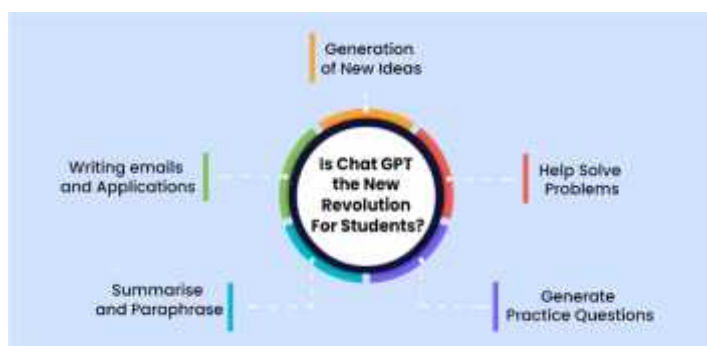 Generation
of New Ideas
Writing emails
and Applications
Is Chat GPT
the New
Revolution
For Students?
Help Solve
Problems
Summarise
and Paraphrase
Generate
Practice Questions